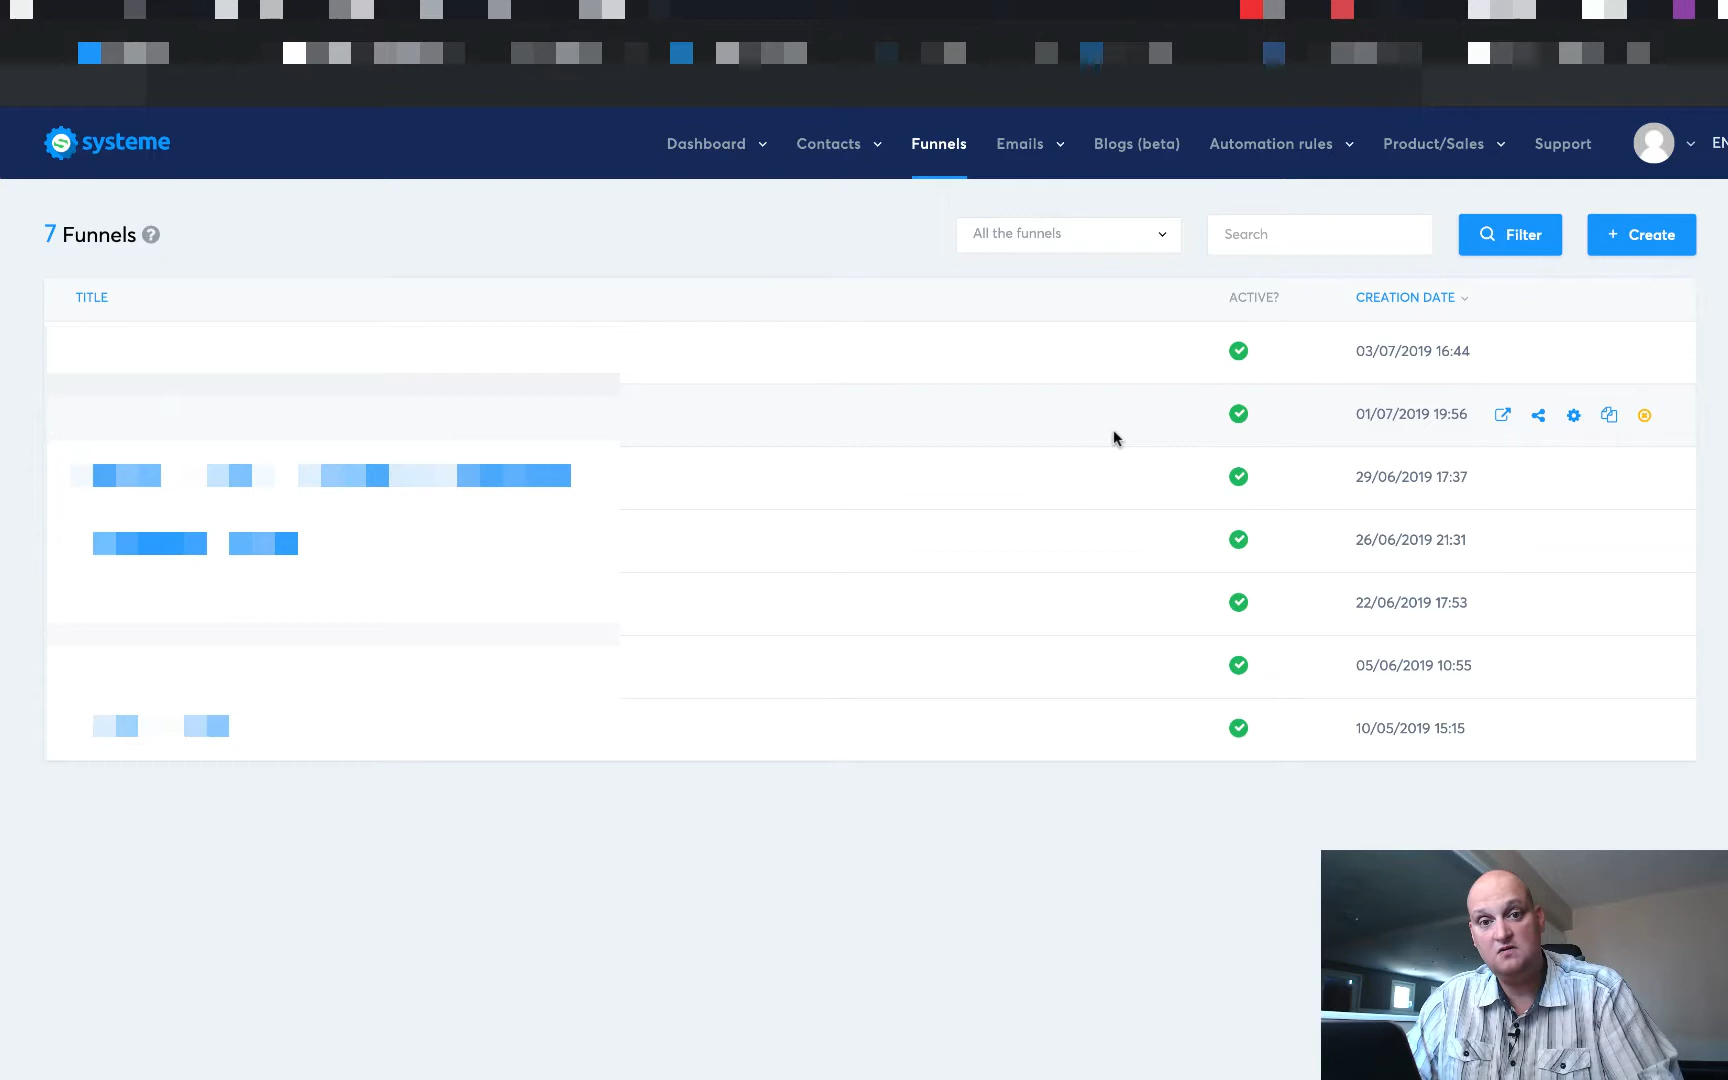 systeme
Dashboard Contacts Funnels Emails Blogs (beta) Automation rules Product/Sales Support
7 Funnels ?
All the funnels
Search
Filter
+ Create
TITLE ACTIVE? CREATION DATE
03/07/2019 16:44
01/07/2019 19:56
29/06/2019 17:37
26/06/2019 21:31
22/06/2019 17:53
05/06/2019 10:55
10/05/2019 15:15